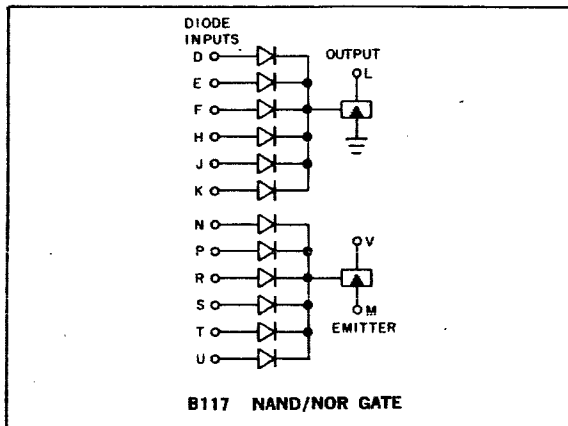 DIODE
INPUTS
D
OUTPUT
L
E
F
H
J
K
N
P
V
R
S
M
T
EMITTER
U
B117 NAND/NOR GATE